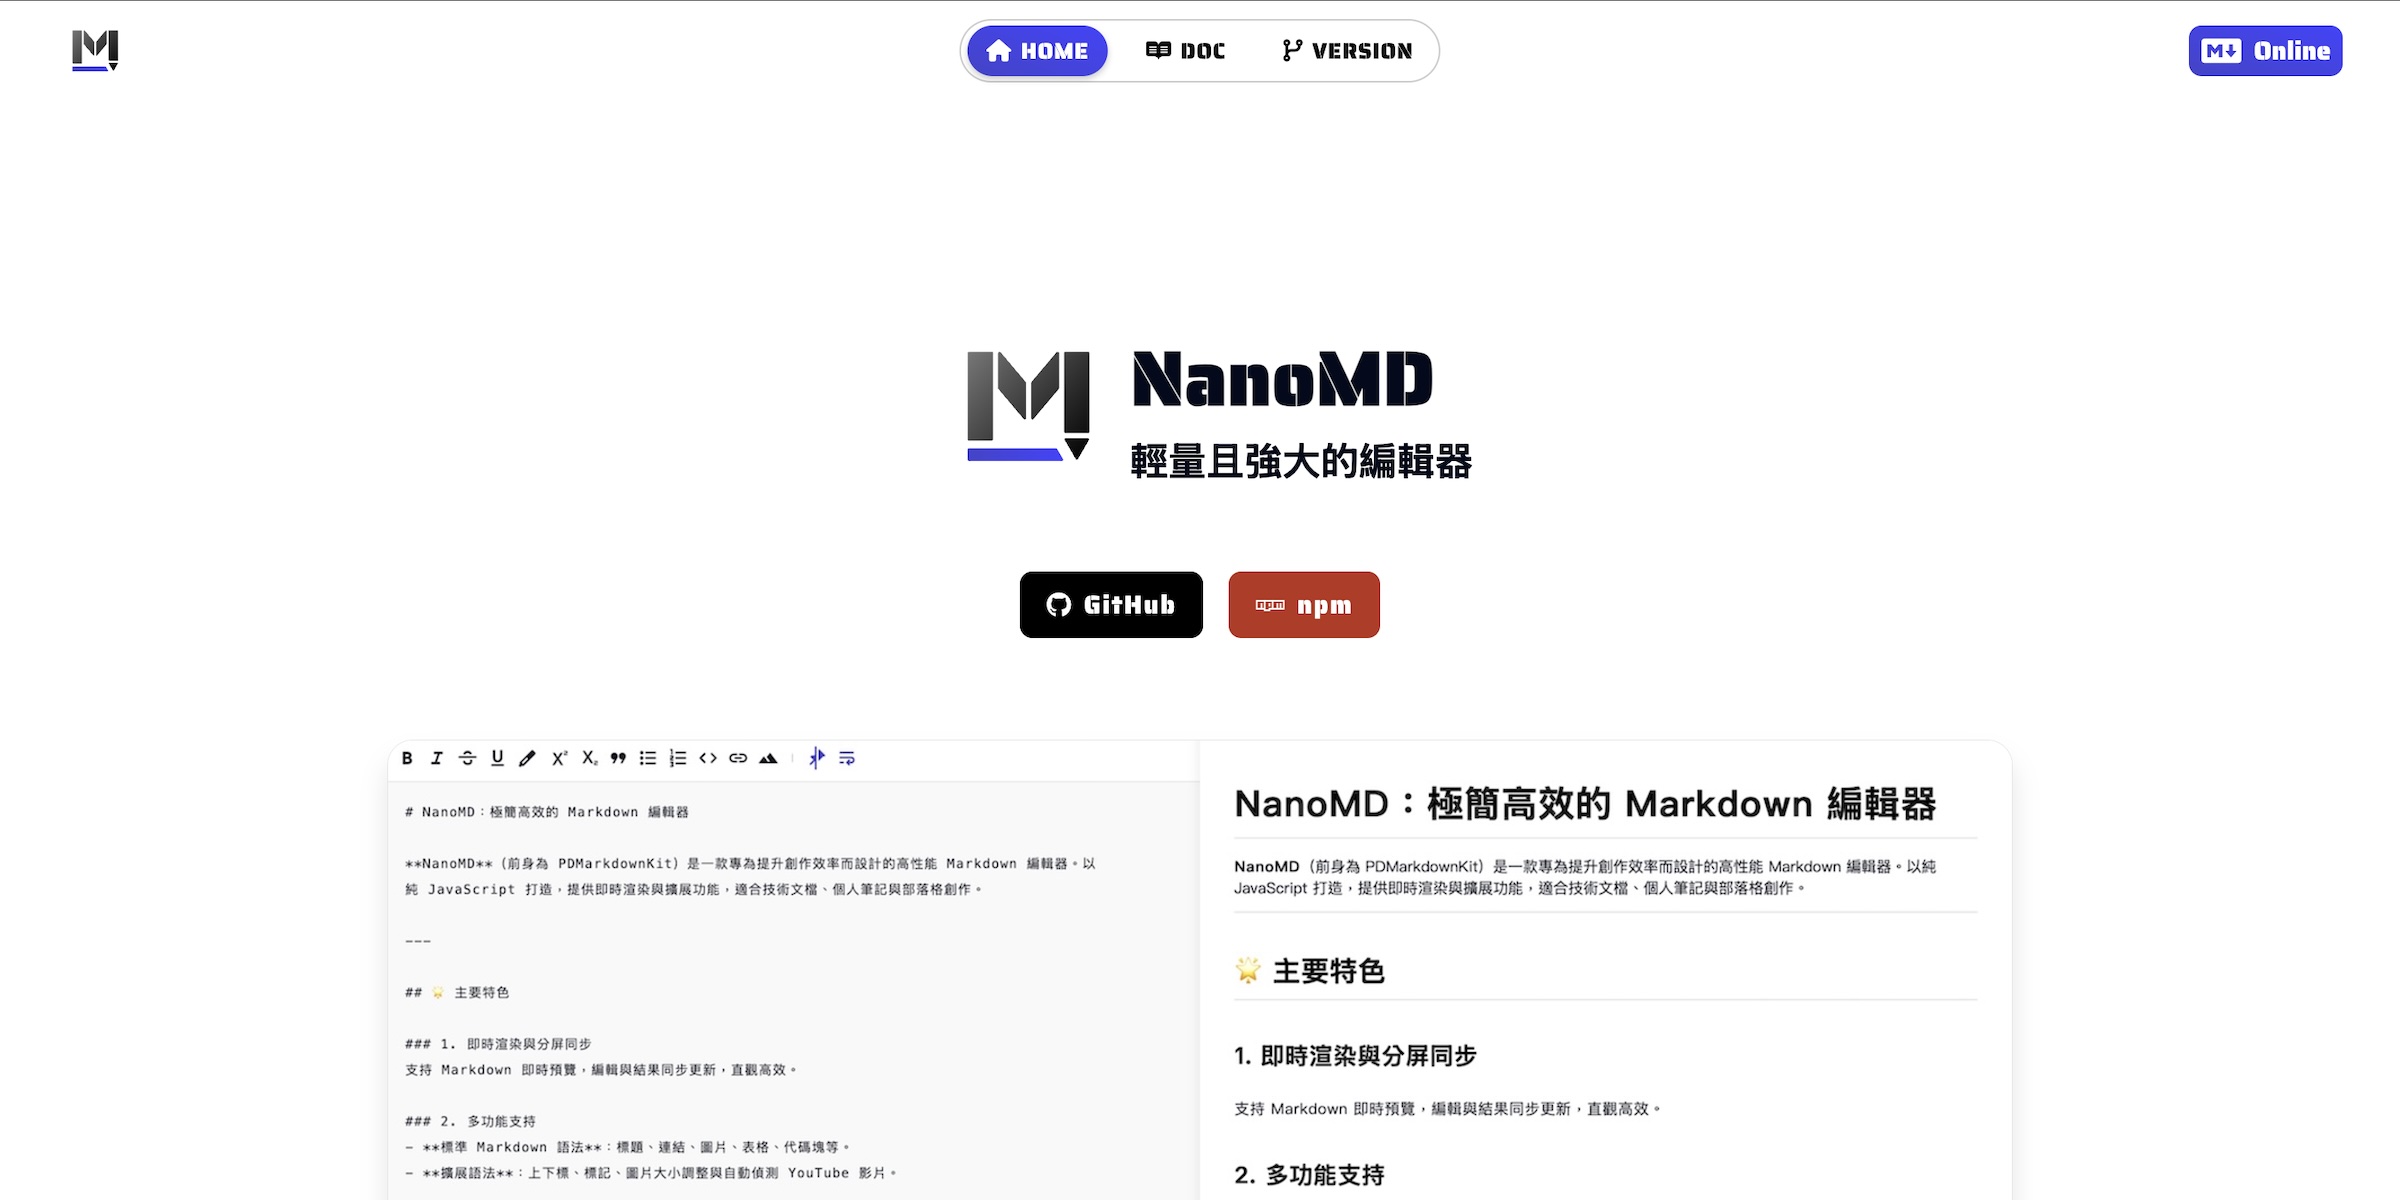 HOME
DOC
VERSION
M Online
NanoMD
輕量且強大的編輯器
GitHub
npm npm
B I S U X² X₂
# NanoMD：極簡高效的 Markdown 編輯器
**NanoMD**（前身為 PDMarkdownKit）是一款專為提升創作效率而設計的高性能 Markdown 編輯器。以
純 JavaScript 打造，提供即時渲染與擴展功能，適合技術文檔、個人筆記與部落格創作。
---
## 🌟 主要特色
### 1. 即時渲染與分屏同步
支持 Markdown 即時預覽，編輯與結果同步更新，直觀高效。
### 2. 多功能支持
- **標準 Markdown 語法**：標題、連結、圖片、表格、代碼塊等。
- **擴展語法**：上下標、標記、圖片大小調整與自動偵測 YouTube 影片。
NanoMD：極簡高效的 Markdown 編輯器
NanoMD（前身為 PDMarkdownKit）是一款專為提升創作效率而設計的高性能 Markdown 編輯器。以純
JavaScript 打造，提供即時渲染與擴展功能，適合技術文檔、個人筆記與部落格創作。
🌟 主要特色
1. 即時渲染與分屏同步
支持 Markdown 即時預覽，編輯與結果同步更新，直觀高效。
2. 多功能支持